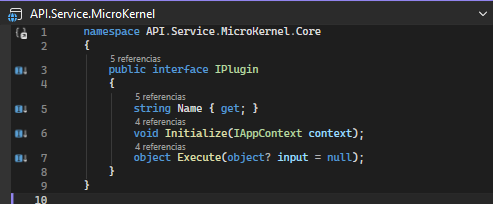 API.Service.MicroKernel
1 namespace API.Service.MicroKernel.Core
2 {
5 referencias
3 public interface IPlugin
4 {
5 referencias
5 string Name { get; }
4 referencias
6 void Initialize(IAppContext context);
4 referencias
7 object Execute(object? input = null);
8 }
9 }
10